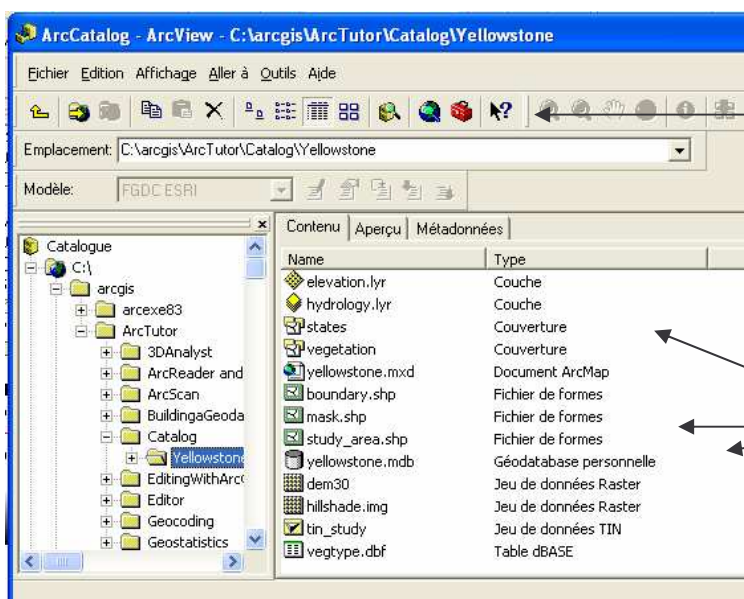 ArcCatalog - ArcView - C:\arcgis\ArcTutor\Catalog\Yellowstone
Fichier Edition Affichage Aller à Outils Aide
Emplacement: C:\arcgis\ArcTutor\Catalog\Yellowstone
Modèle: FGDC ESRI
Catalogue
C:\
arcgis
arcexe83
ArcTutor
3DAnalyst
ArcReader and
ArcScan
BuildingaGeoda
Catalog
Yellowstone
EditingWithArcG
Editor
Geocoding
Geostatistics
Contenu Aperçu Métadonnées
Name Type
elevation.lyr Couche
hydrology.lyr Couche
states Couverture
vegetation Couverture
yellowstone.mxd Document ArcMap
boundary.shp Fichier de formes
mask.shp Fichier de formes
study_area.shp Fichier de formes
yellowstone.mdb Géodatabase personnelle
dem30 Jeu de données Raster
hillshade.img Jeu de données Raster
tin_study Jeu de données TIN
vegtype.dbf Table dBASE